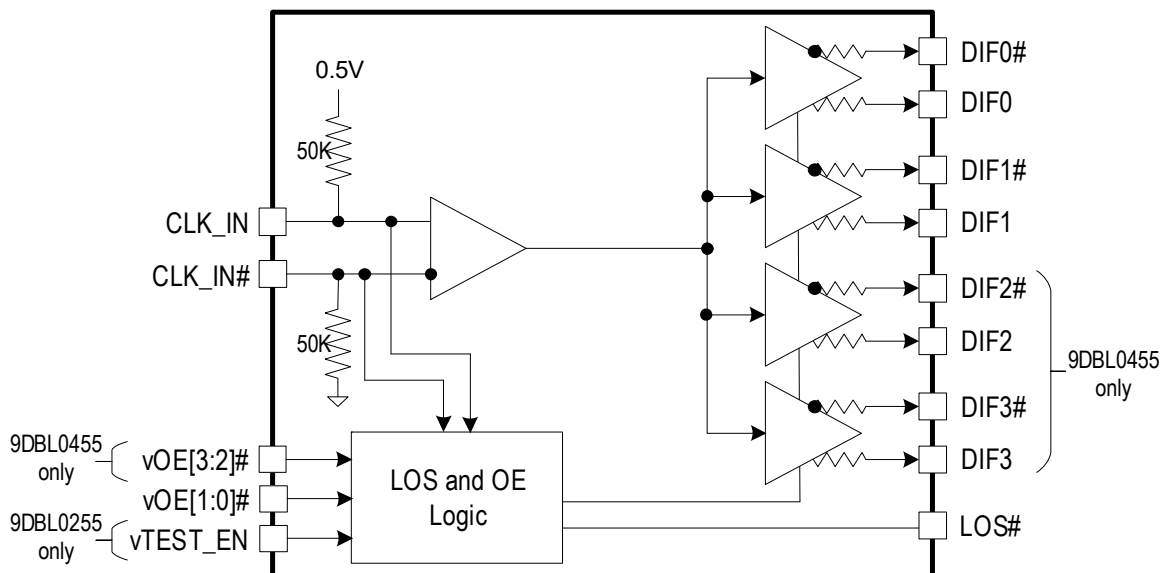 0.5V
50K
CLK_IN
CLK_IN#
50K
9DBL0455
only
vOE[3:2]#
vOE[1:0]#
9DBL0255
only
vTEST_EN
LOS and OE
Logic
DIF0#
DIF0
DIF1#
DIF1
DIF2#
DIF2
DIF3#
DIF3
9DBL0455
only
LOS#